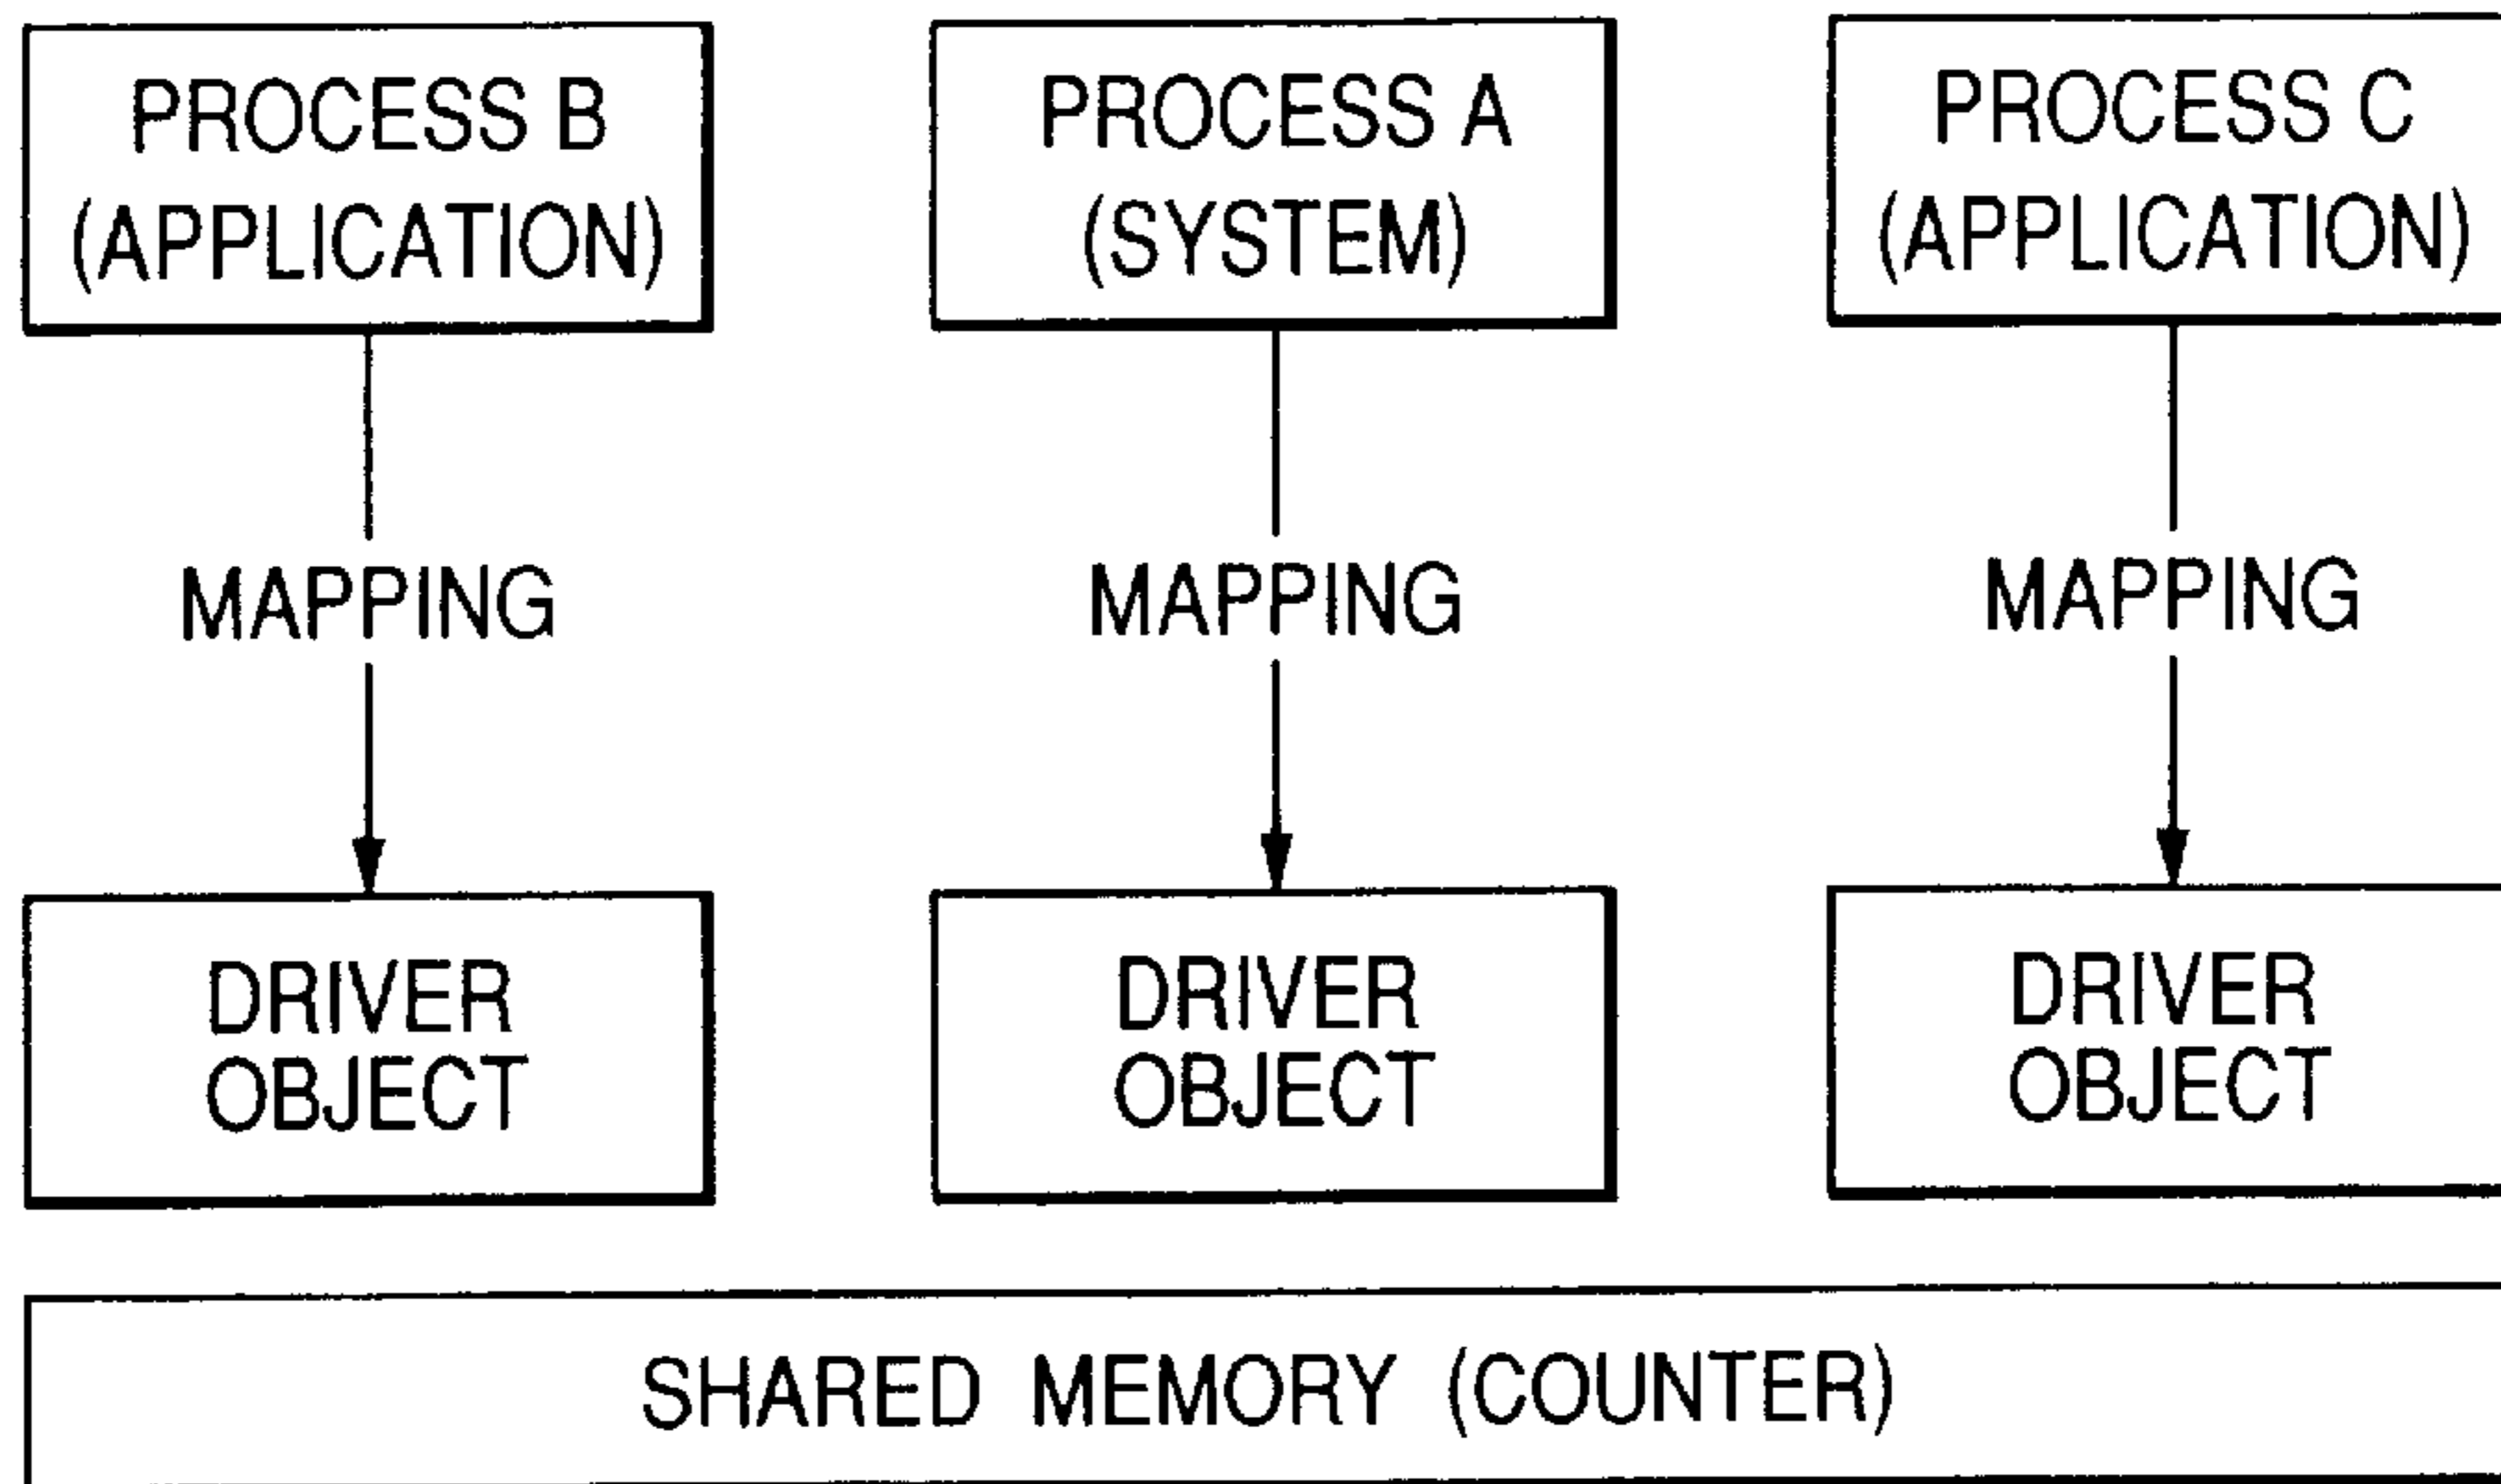 PROCESS B
(APPLICATION)
PROCESS A
(SYSTEM)
PROCESS C
(APPLICATION)
MAPPING
MAPPING
MAPPING
DRIVER
OBJECT
DRIVER
OBJECT
DRIVER
OBJECT
SHARED MEMORY (COUNTER)